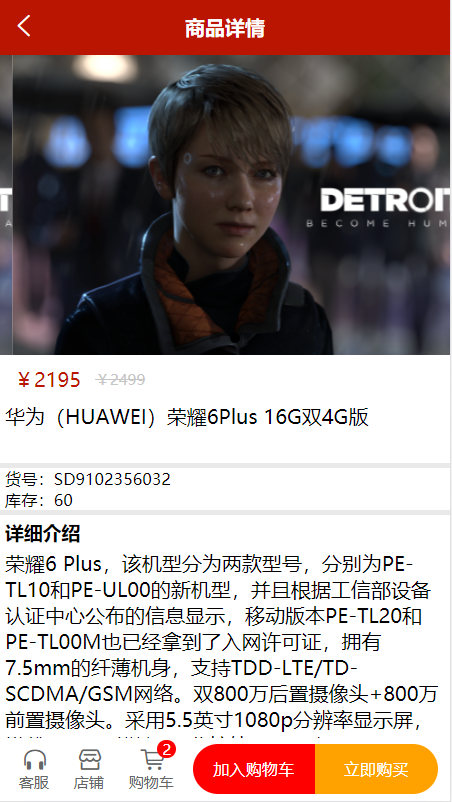 商品详情
DETROIT
BECOME HUM
￥2195 ￥2499
华为（HUAWEI）荣耀6Plus 16G双4G版
货号：SD9102356032
库存：60
详细介绍
荣耀6 Plus，该机型分为两款型号，分别为PE-
TL10和PE-UL00的新机型，并且根据工信部设备
认证中心公布的信息显示，移动版本PE-TL20和
PE-TL00M也已经拿到了入网许可证，拥有
7.5mm的纤薄机身，支持TDD-LTE/TD-
SCDMA/GSM网络。双800万后置摄像头+800万
前置摄像头。采用5.5英寸1080p分辨率显示屏，
2
客服 店铺 购物车 加入购物车 立即购买